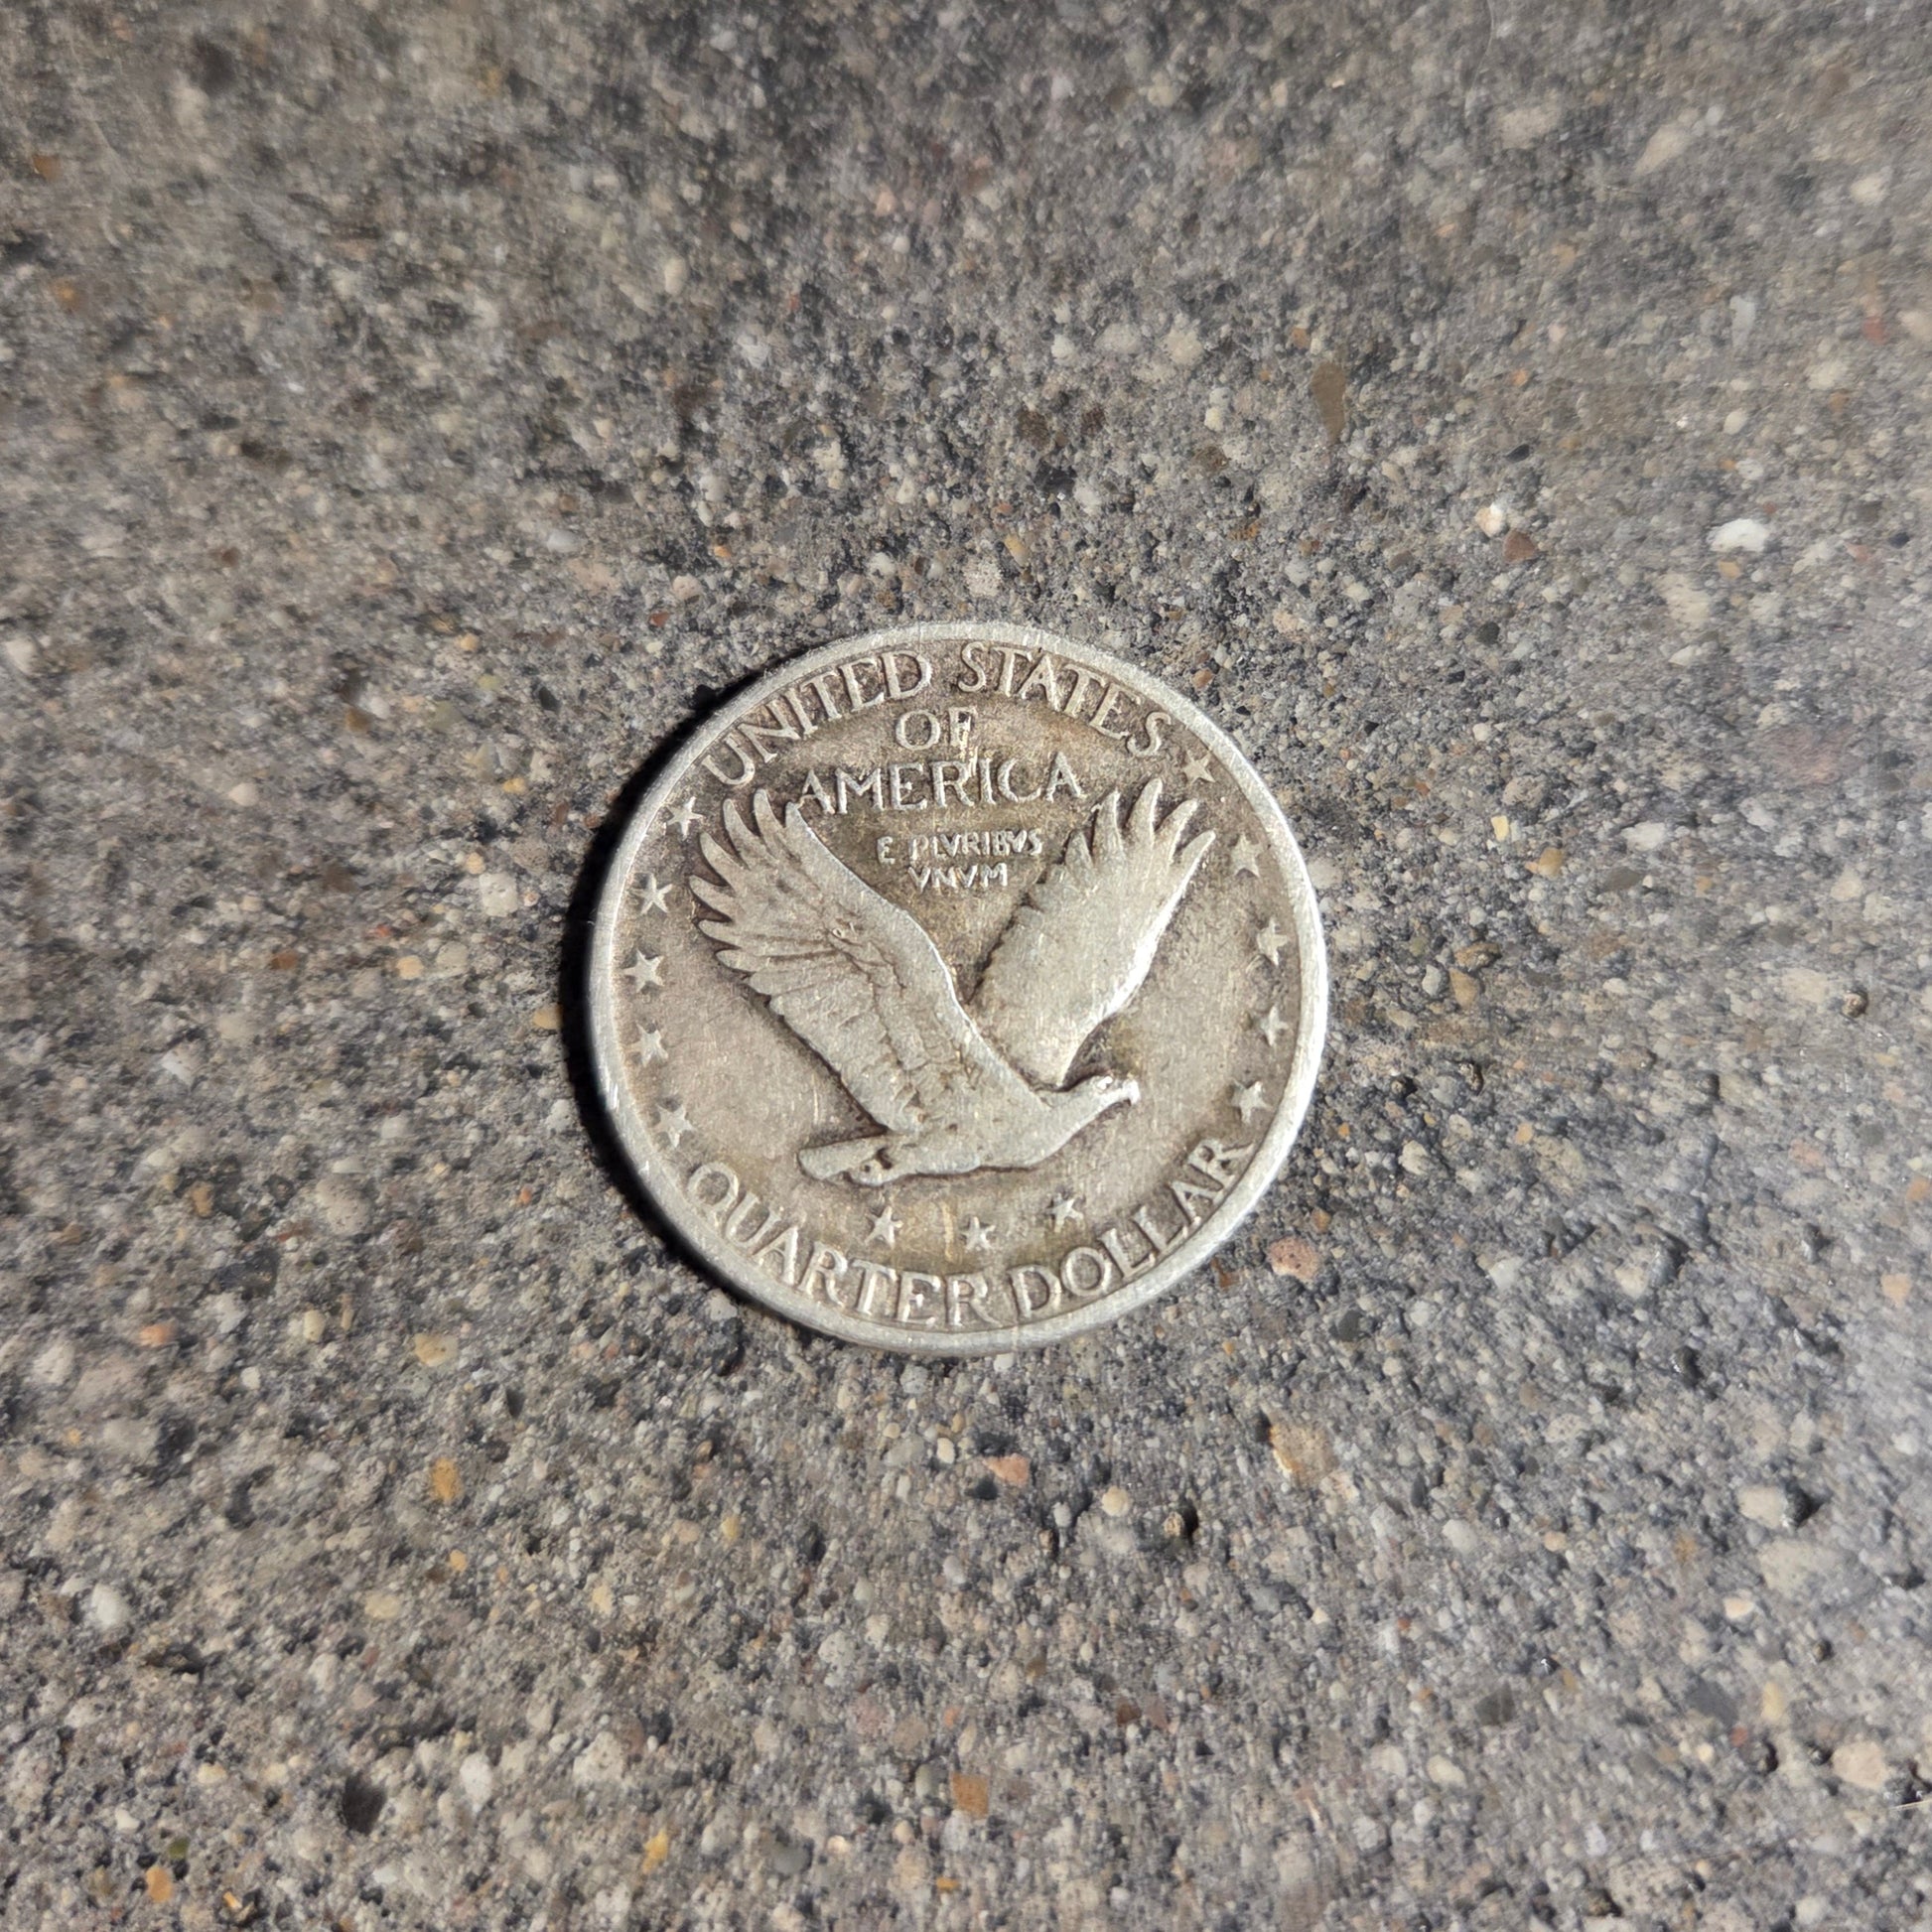 UNITED STATES
OF
AMERICA
E PLVRIBVS
VNVM
QUARTER DOLLAR